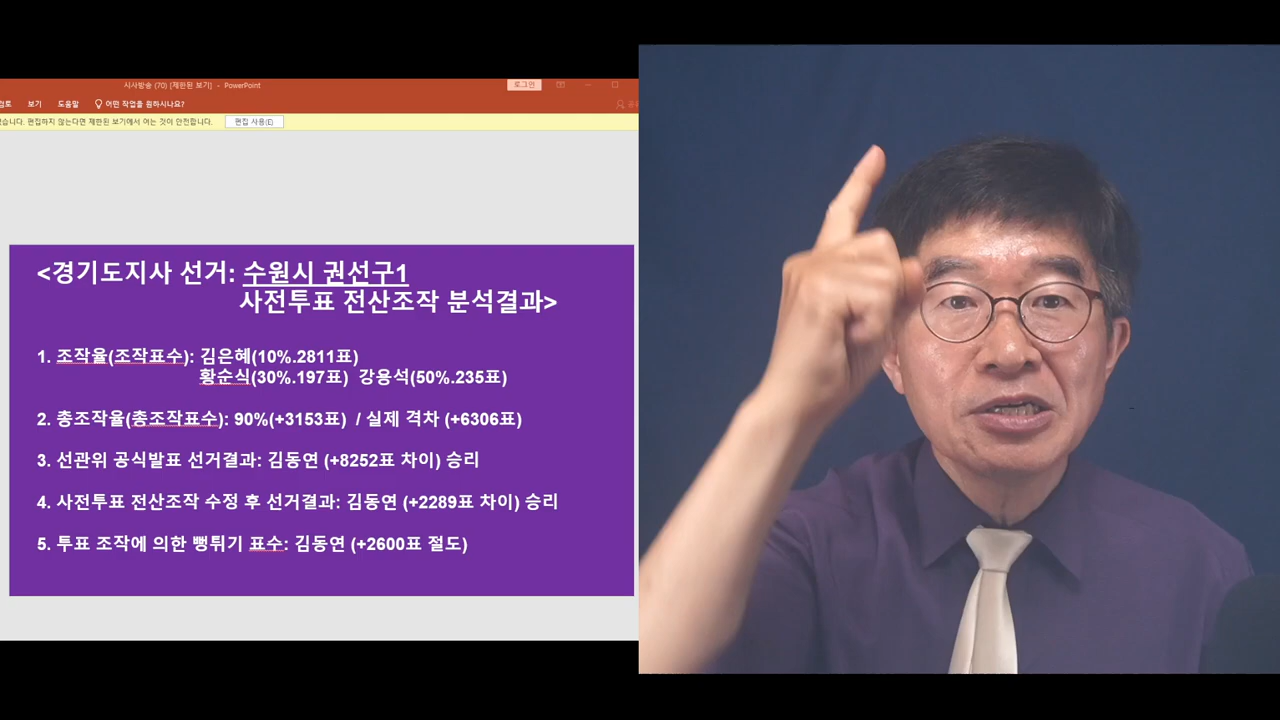 시사방송 (70) [제한된 보기] - PowerPoint
로그인
검토 보기 도움말 어떤 작업을 원하시나요?
습니다. 편집하지 않는다면 제한된 보기에서 여는 것이 안전합니다. 편집 사용(E)
<경기도지사 선거: 수원시 권선구1
사전투표 전산조작 분석결과>
1. 조작율(조작표수): 김은혜(10%.2811표)
황순식(30%.197표) 강용석(50%.235표)
2. 총조작율(총조작표수): 90%(+3153표) / 실제 격차 (+6306표)
3. 선관위 공식발표 선거결과: 김동연 (+8252표 차이) 승리
4. 사전투표 전산조작 수정 후 선거결과: 김동연 (+2289표 차이) 승리
5. 투표 조작에 의한 뻥튀기 표수: 김동연 (+2600표 절도)